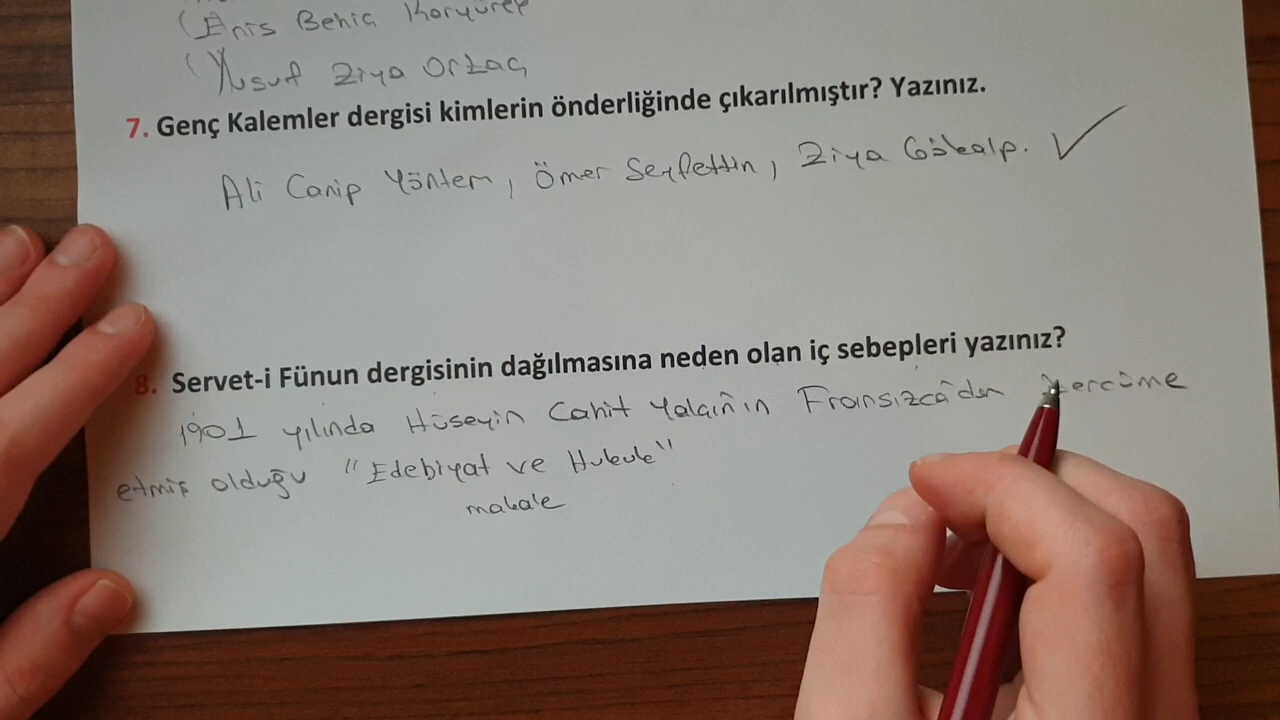 (Enis Behiç Koryürek
(Yusuf Ziya Ortaç
7. Genç Kalemler dergisi kimlerin önderliğinde çıkarılmıştır? Yazınız.
Ali Canip Yöntem, Ömer Seyfettin, Ziya Gökalp.
8. Servet-i Fünun dergisinin dağılmasına neden olan iç sebepleri yazınız?
1901 yılında Hüseyin Cahit Yalçın'ın Fransızca'dan tercüme
etmiş olduğu "Edebiyat ve Hukuk"
makale